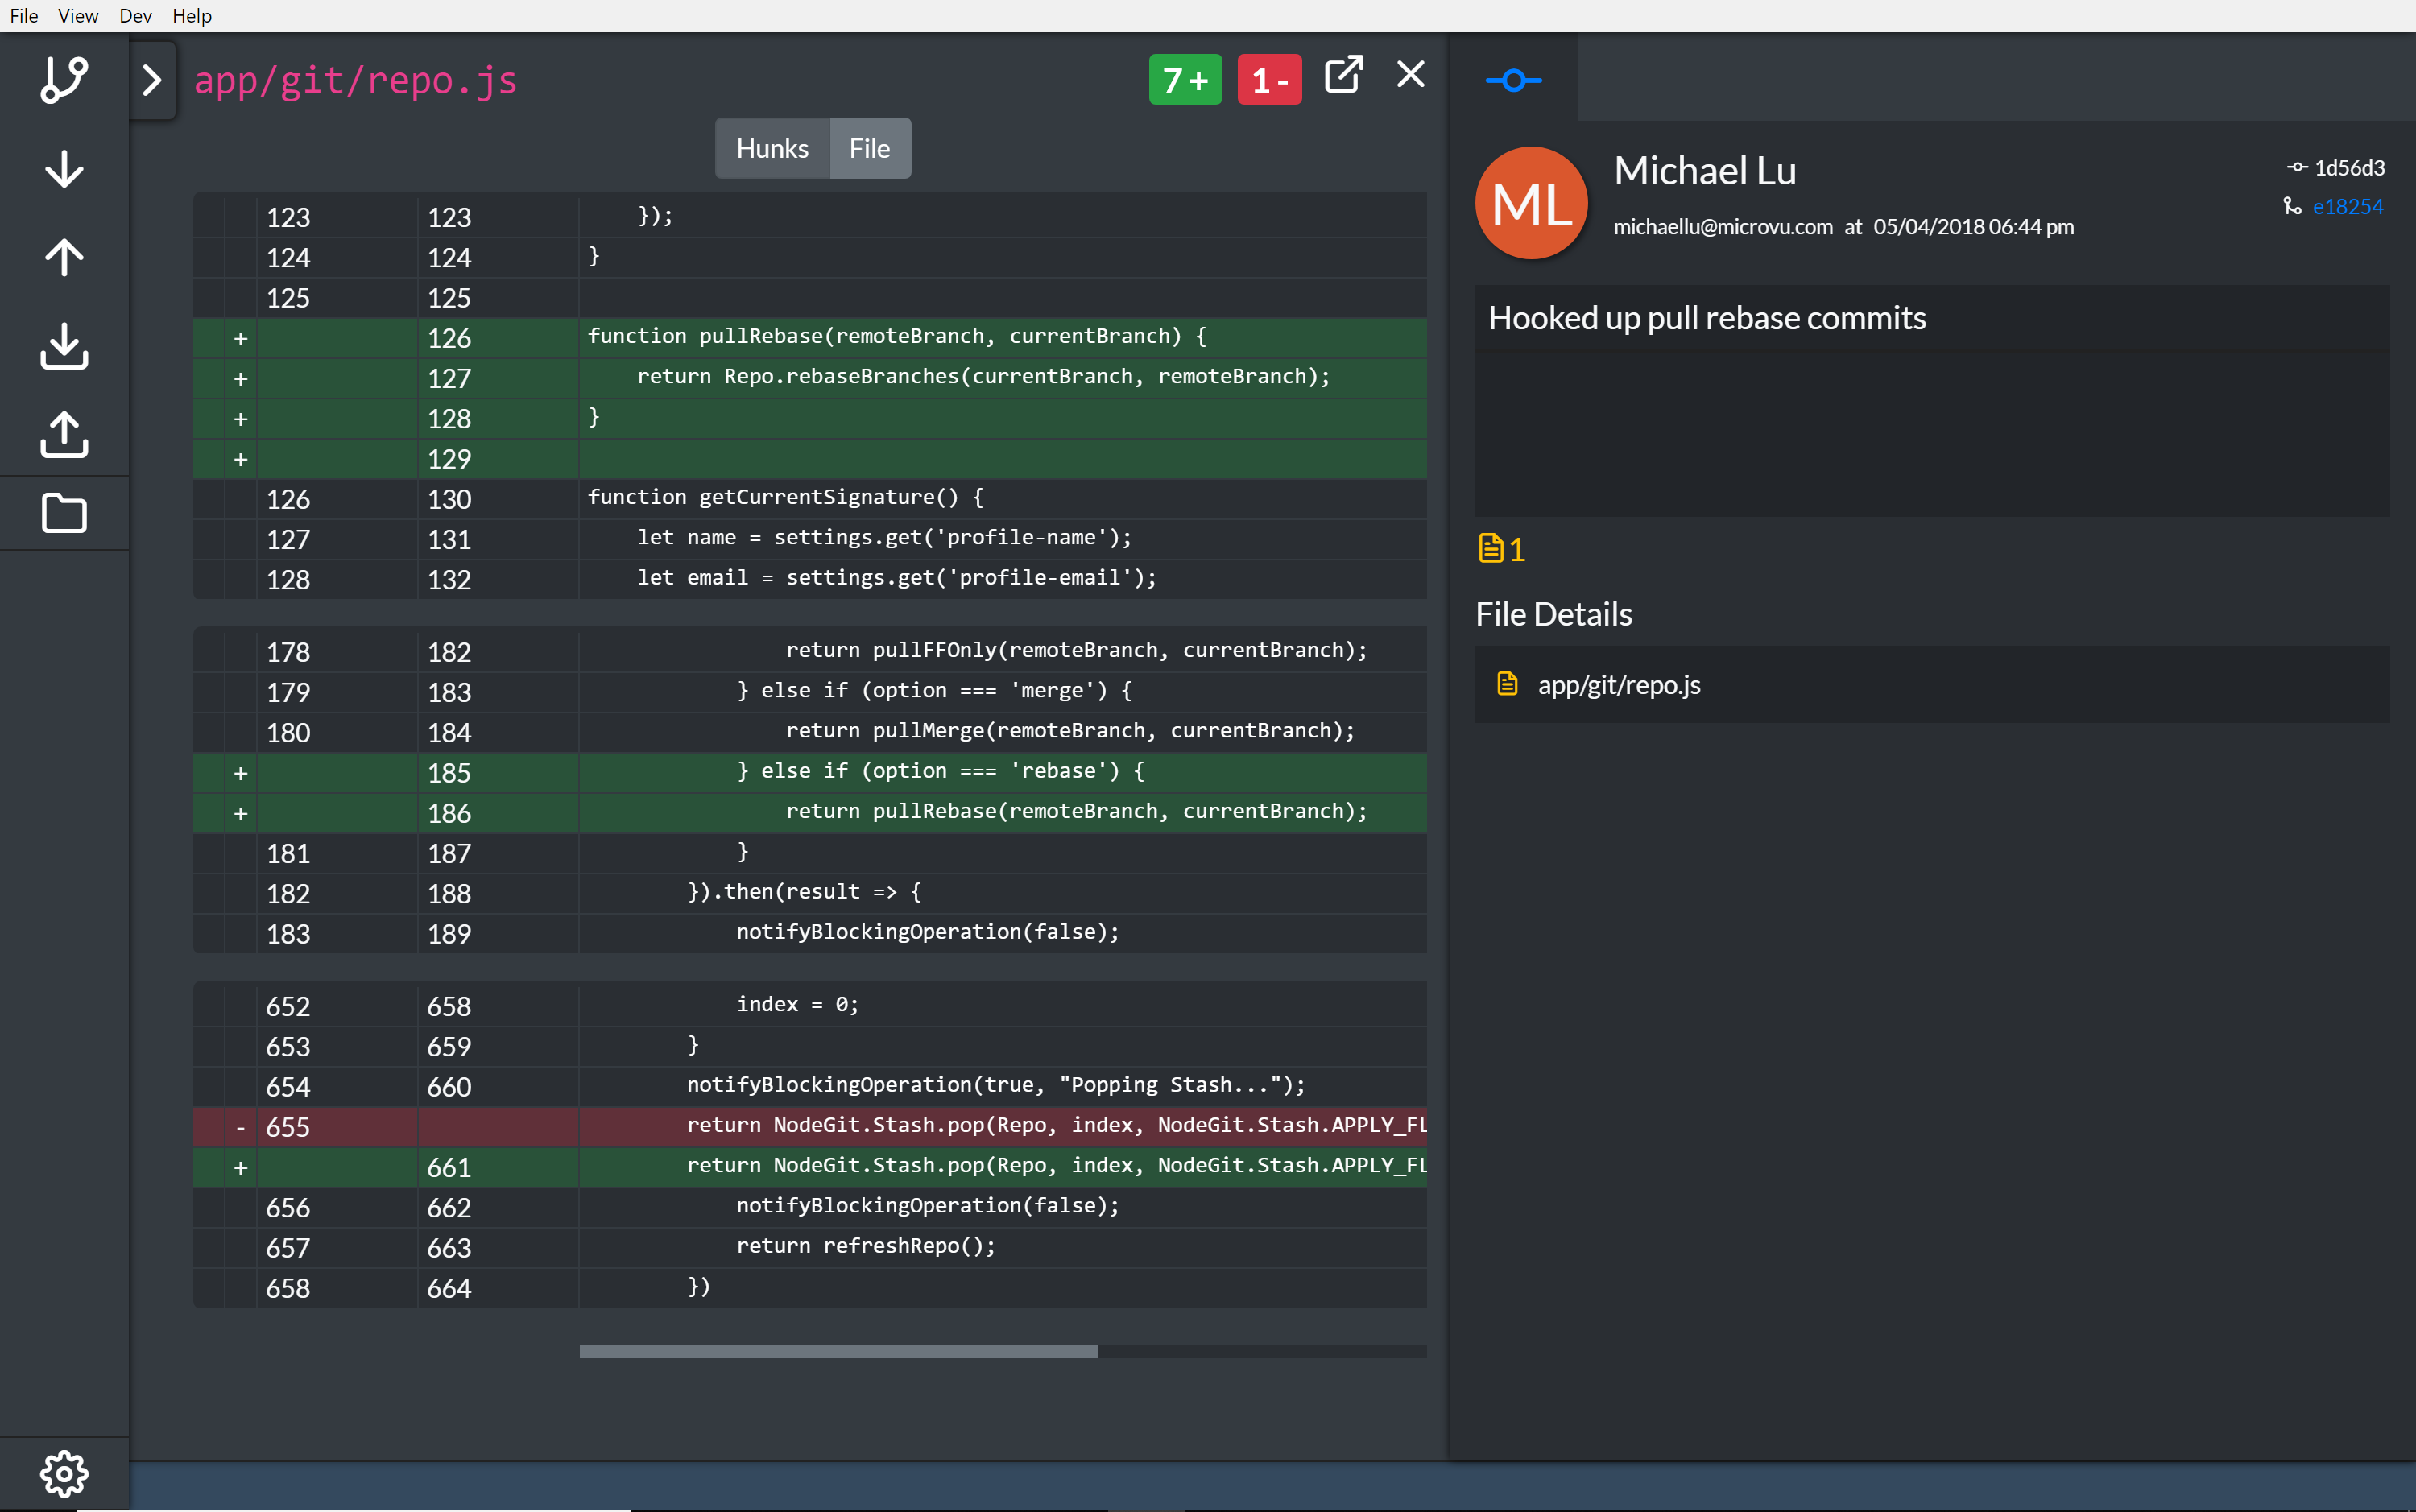 File View Dev Help
app/git/repo.js
7 + 1 -
Hunks File
123 123 });
124 124 }
125 125
+ 126 function pullRebase(remoteBranch, currentBranch) {
+ 127 return Repo.rebaseBranches(currentBranch, remoteBranch);
+ 128 }
+ 129
126 130 function getCurrentSignature() {
127 131 let name = settings.get('profile-name');
128 132 let email = settings.get('profile-email');
178 182 return pullFFOnly(remoteBranch, currentBranch);
179 183 } else if (option === 'merge') {
180 184 return pullMerge(remoteBranch, currentBranch);
+ 185 } else if (option === 'rebase') {
+ 186 return pullRebase(remoteBranch, currentBranch);
181 187 }
182 188 }).then(result => {
183 189 notifyBlockingOperation(false);
652 658 index = 0;
653 659 }
654 660 notifyBlockingOperation(true, "Popping Stash...");
- 655 return NodeGit.Stash.pop(Repo, index, NodeGit.Stash.APPLY_FL
+ 661 return NodeGit.Stash.pop(Repo, index, NodeGit.Stash.APPLY_FL
656 662 notifyBlockingOperation(false);
657 663 return refreshRepo();
658 664 })
ML
Michael Lu
michaellu@microvu.com at 05/04/2018 06:44 pm
1d56d3
e18254
Hooked up pull rebase commits
1
File Details
app/git/repo.js